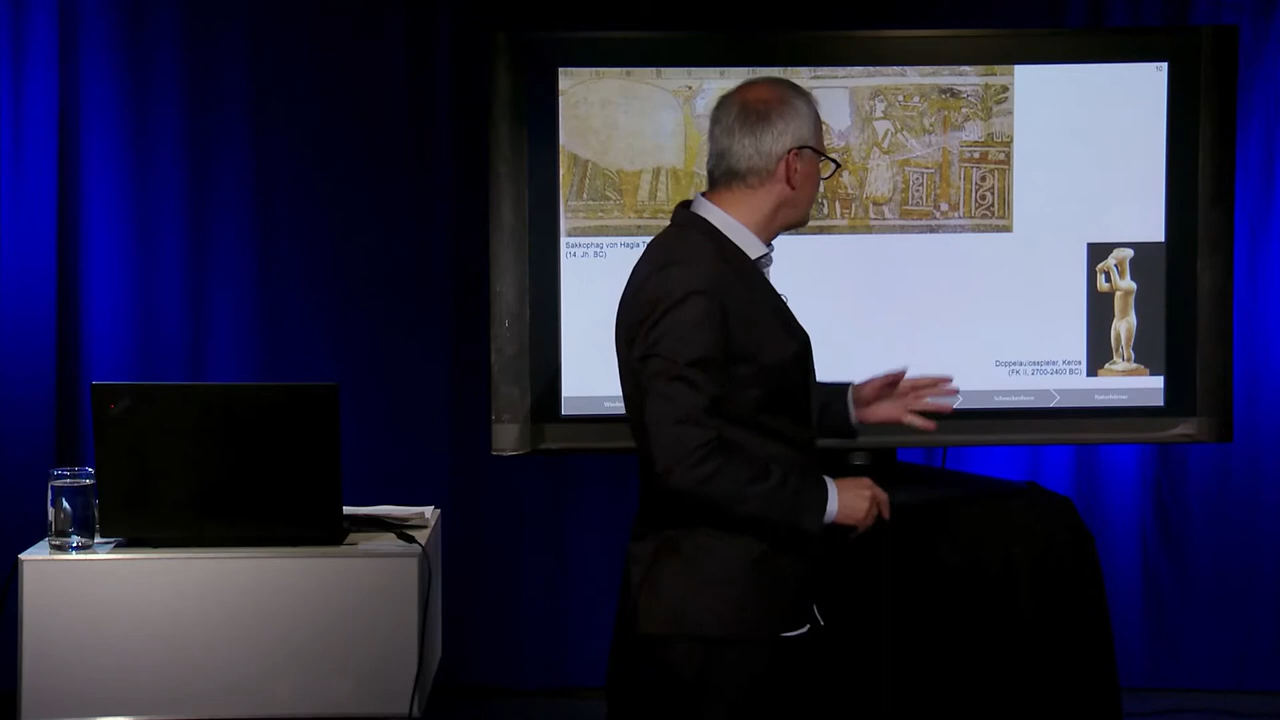 10
Sakkophag von Hagia
(14. Jh. BC)
Doppelaulosspieler, Keros
(FK II, 2700-2400 BC)
Schneckenhorn
Naturhörner